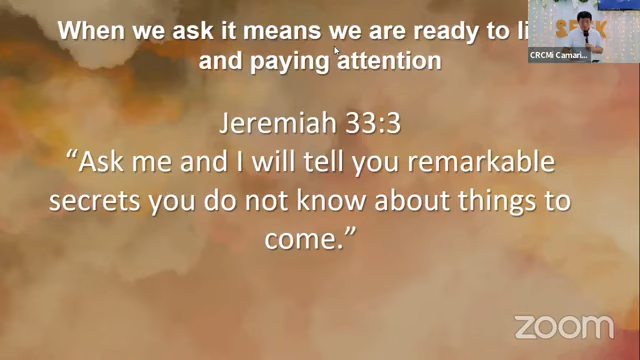 When we ask it means we are ready to
and paying attention
Jeremiah 33:3
“Ask me and I will tell you remarkable
secrets you do not know about things to
come.”
CRCMi Camari...
zoom